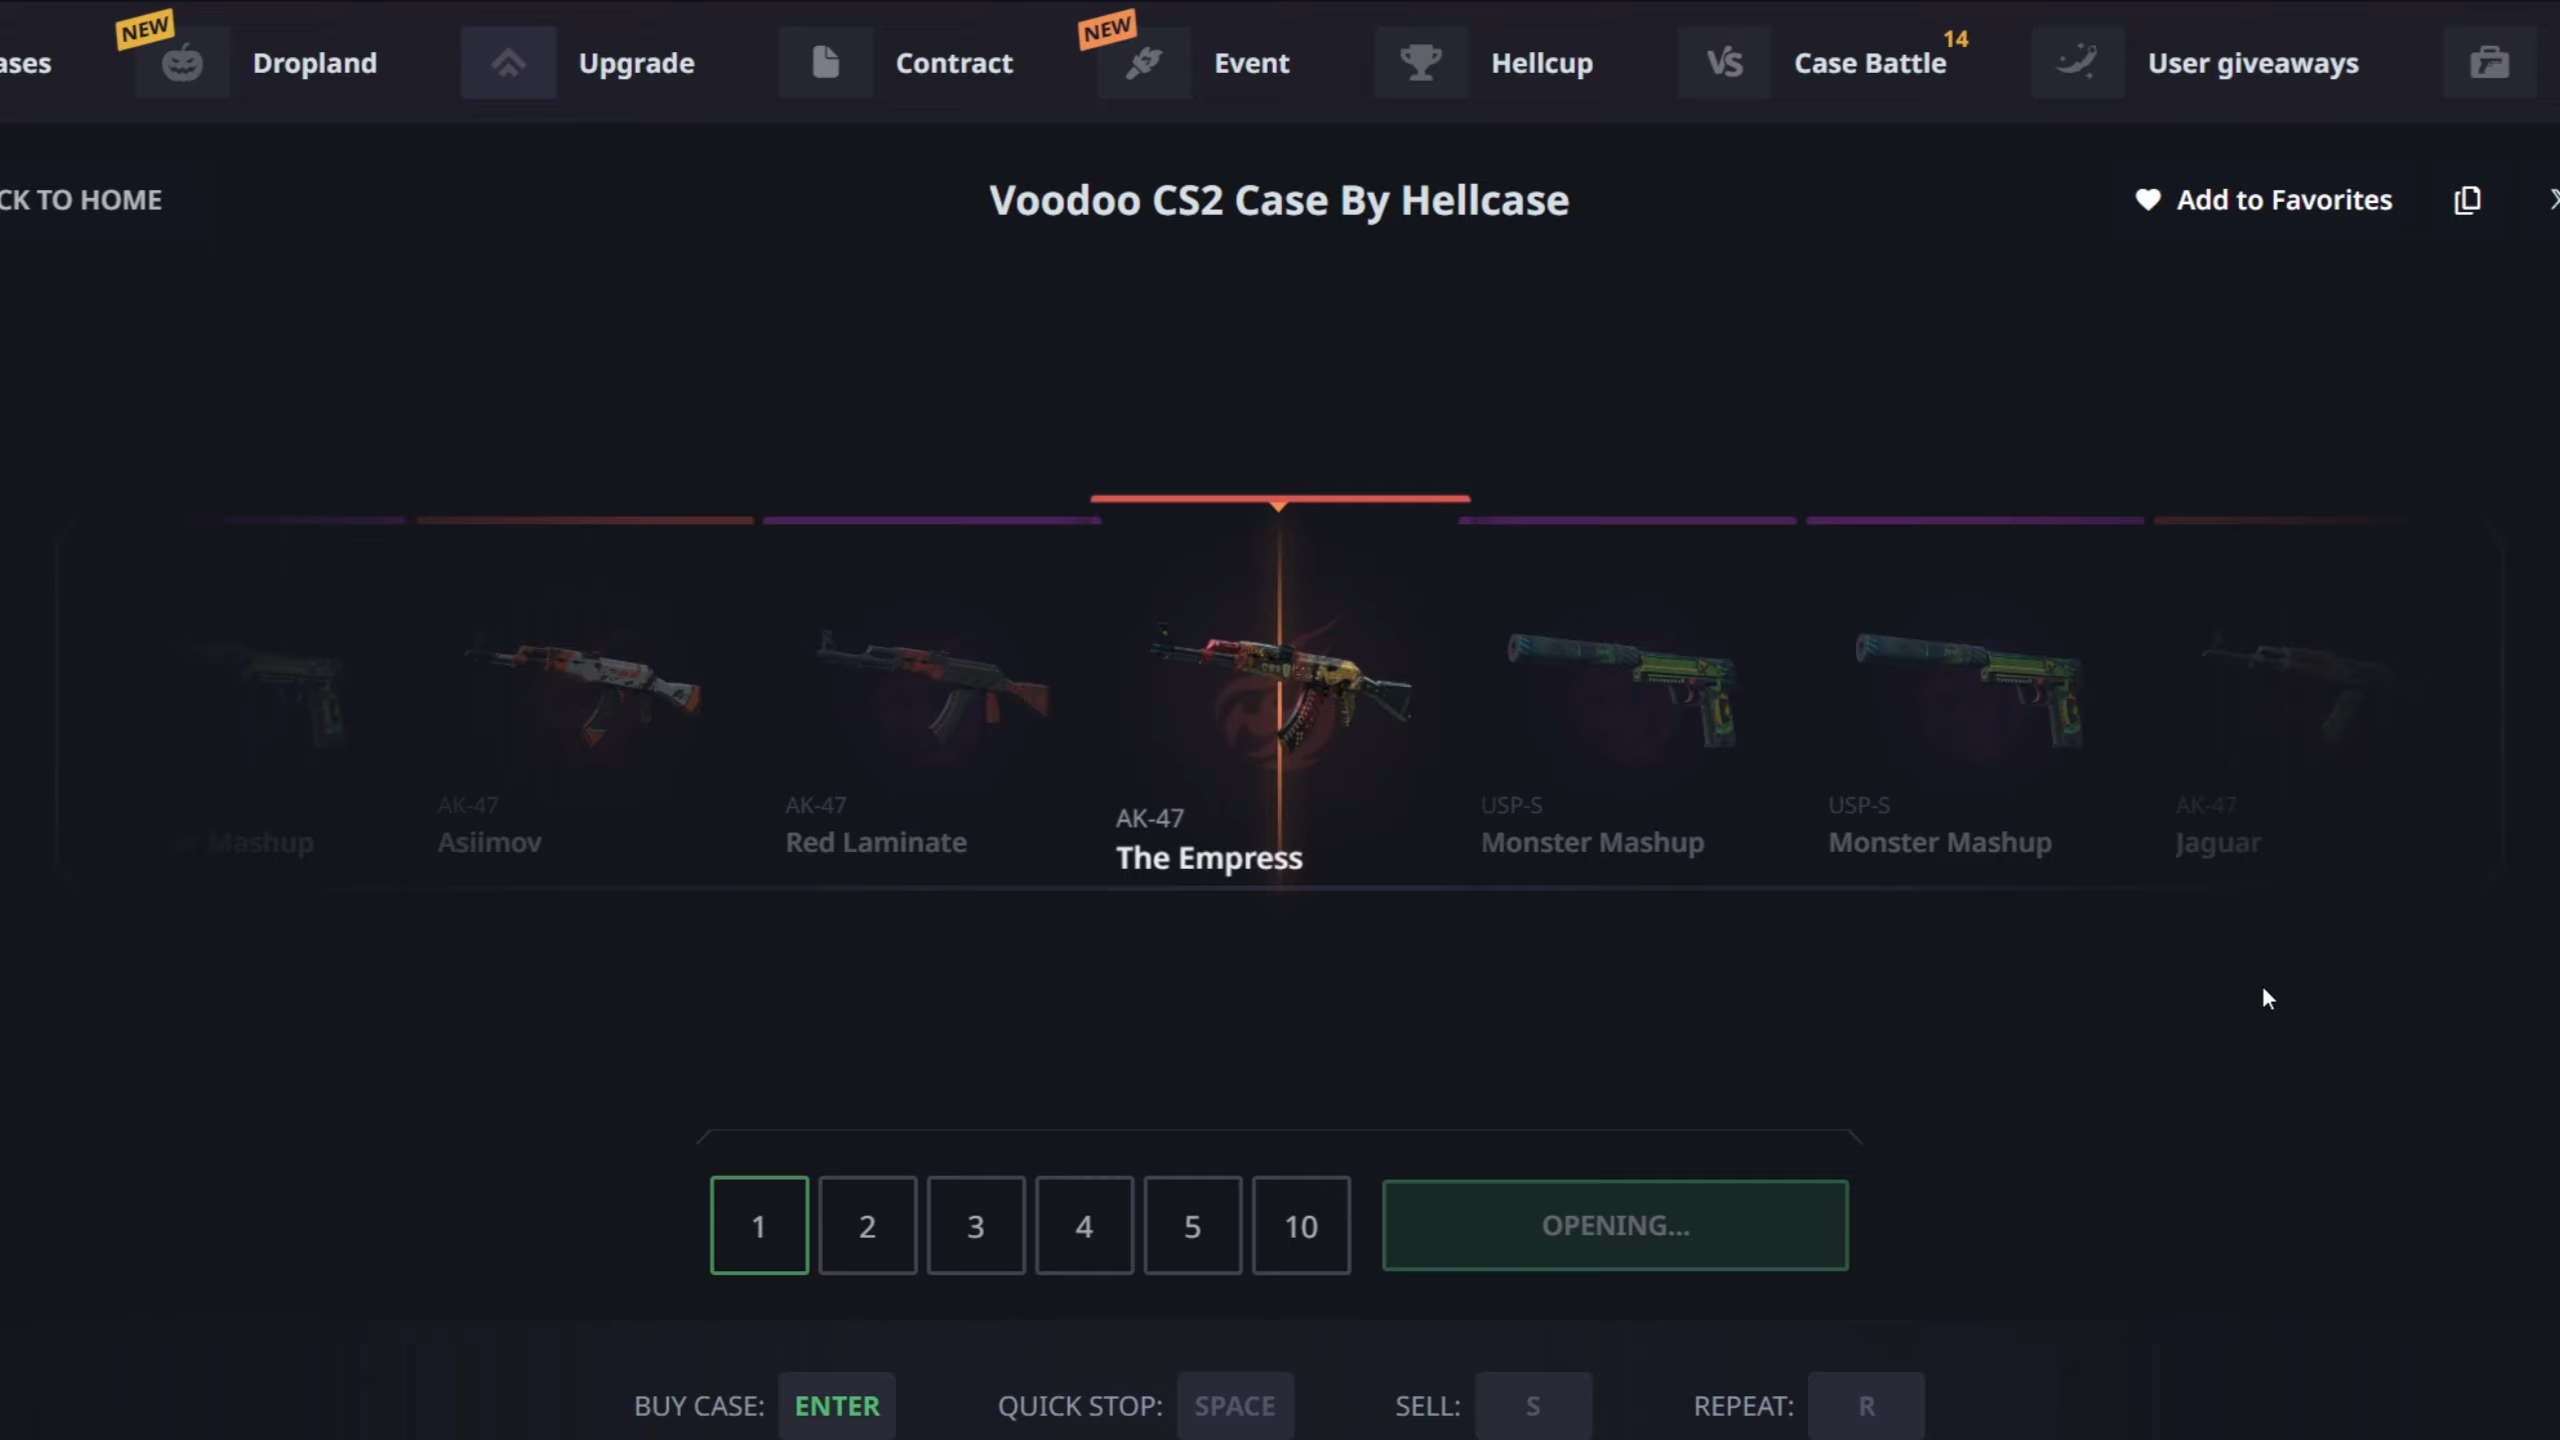 NEW
ases
Dropland
Upgrade
Contract
NEW
Event
Hellcup
VS
Case Battle
14
User giveaways
CK TO HOME
Voodoo CS2 Case By Hellcase
Add to Favorites
Mashup
AK-47
Asiimov
AK-47
Red Laminate
AK-47
The Empress
USP-S
Monster Mashup
USP-S
Monster Mashup
AK-47
Jaguar
1
2
3
4
5
10
OPENING...
BUY CASE: ENTER
QUICK STOP: SPACE
SELL: S
REPEAT: R